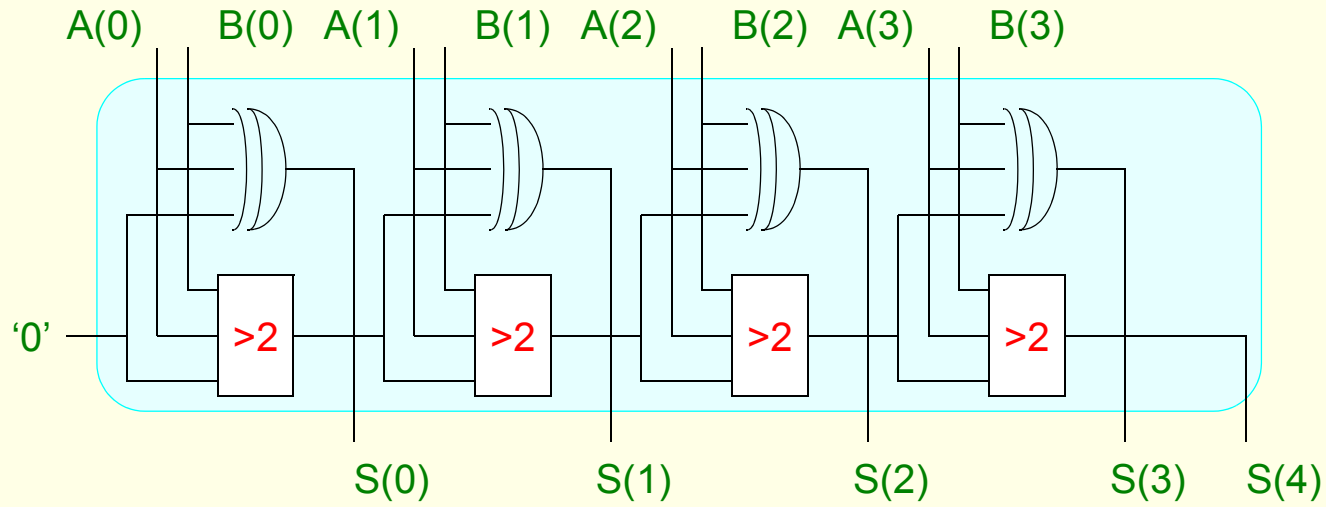 A(0) B(0) A(1) B(1) A(2) B(2) A(3) B(3)
‘0’ >2 >2 >2 >2
S(0) S(1) S(2) S(3) S(4)